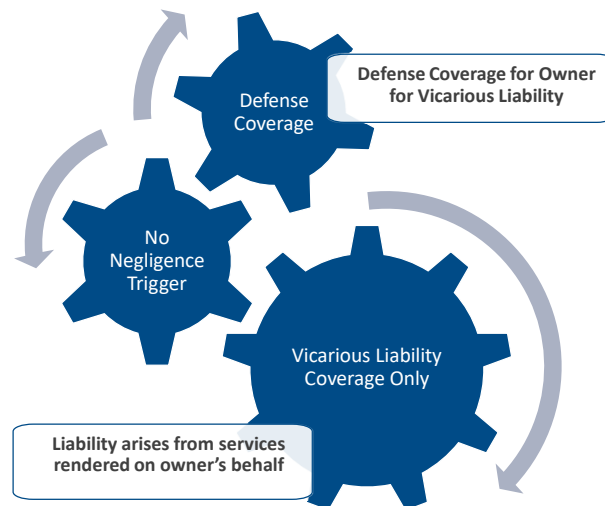 Defense
Coverage
Defense Coverage for Owner
for Vicarious Liability
No
Negligence
Trigger
Vicarious Liability
Coverage Only
Liability arises from services
rendered on owner’s behalf